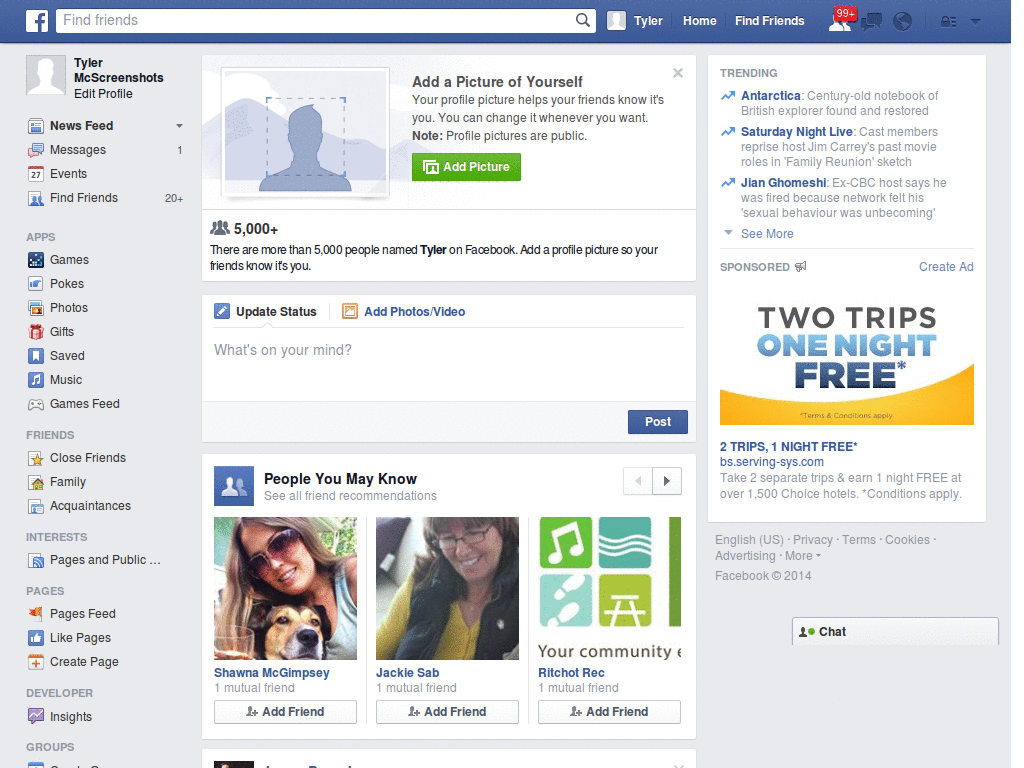 f
Find friends
Tyler
Home
Find Friends
99+
Tyler
McScreenshots
Edit Profile
News Feed
Messages
1
27
Events
Find Friends
20+
APPS
Games
Pokes
Photos
Gifts
Saved
Music
Games Feed
FRIENDS
Close Friends
Family
Acquaintances
INTERESTS
Pages and Public ...
PAGES
Pages Feed
Like Pages
Create Page
DEVELOPER
Insights
GROUPS
Add a Picture of Yourself
Your profile picture helps your friends know it's
you. You can change it whenever you want.
Note: Profile pictures are public.
Add Picture
5,000+
There are more than 5,000 people named Tyler on Facebook. Add a profile picture so your
friends know it's you.
Update Status
Add Photos/Video
What's on your mind?
Post
People You May Know
See all friend recommendations
Your community e
Shawna McGimpsey
1 mutual friend
Add Friend
Jackie Sab
1 mutual friend
Add Friend
Ritchot Rec
1 mutual friend
Add Friend
TRENDING
Antarctica: Century-old notebook of
British explorer found and restored
Saturday Night Live: Cast members
reprise host Jim Carrey's past movie
roles in 'Family Reunion' sketch
Jian Ghomeshi: Ex-CBC host says he
was fired because network felt his
'sexual behaviour was unbecoming'
See More
SPONSORED
Create Ad
TWO TRIPS
ONE NIGHT
FREE*
*Terms & Conditions apply
2 TRIPS, 1 NIGHT FREE*
bs.serving-sys.com
Take 2 separate trips & earn 1 night FREE at
over 1,500 Choice hotels. *Conditions apply.
English (US) · Privacy · Terms · Cookies ·
Advertising · More
Facebook © 2014
Chat